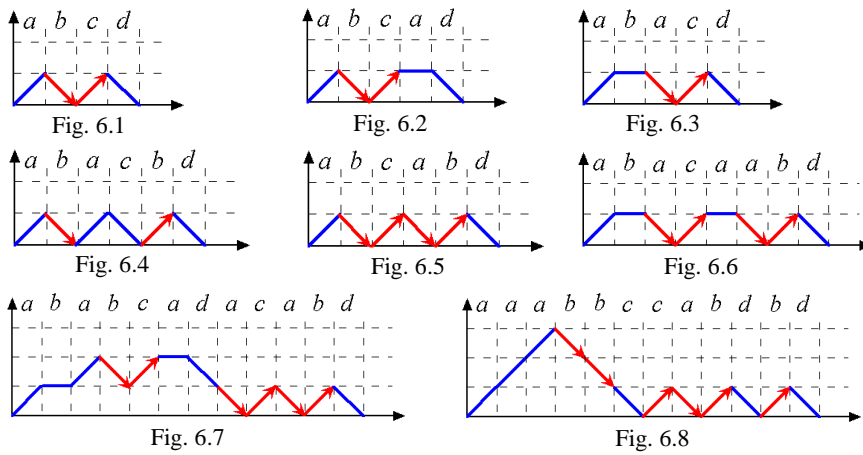 a b c d
Fig. 6.1
a b c a d
Fig. 6.2
a b a c d
Fig. 6.3
a b a c b d
Fig. 6.4
a b c a b d
Fig. 6.5
a b a c a a b d
Fig. 6.6
a b a b c a d a c a b d
Fig. 6.7
a a a b b c c a a d b d
Fig. 6.8